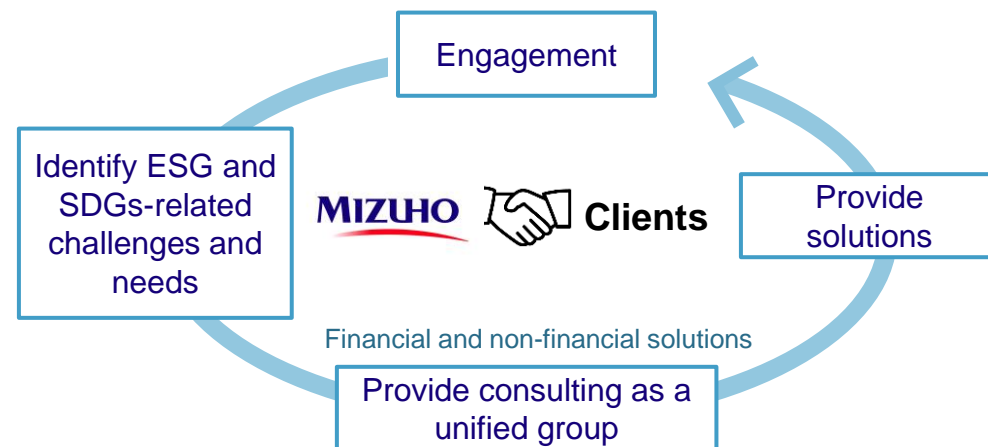 Engagement
Identify ESG and
SDGs-related
challenges and
needs
MIZUHO
Clients
Provide
solutions
Financial and non-financial solutions
Provide consulting as a
unified group